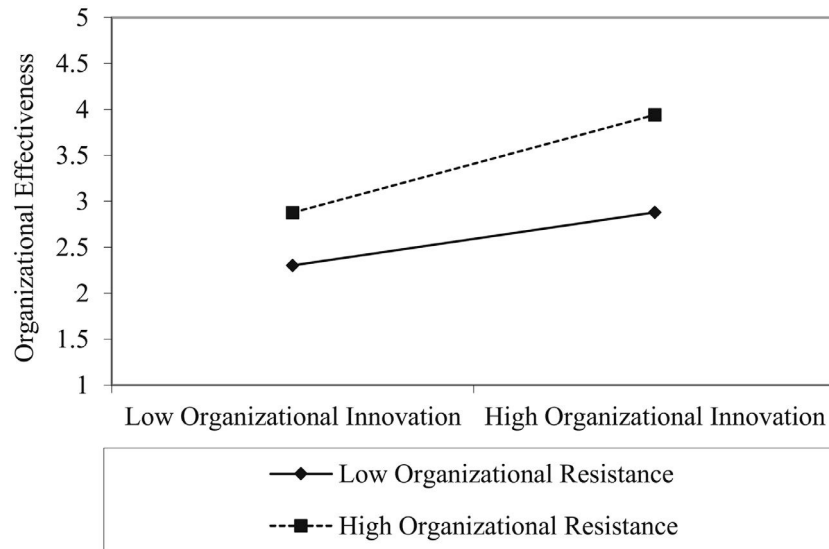 5
4.5
4
3.5
3
2.5
2
1.5
1
Organizational Effectiveness
Low Organizational Innovation High Organizational Innovation
Low Organizational Resistance
High Organizational Resistance